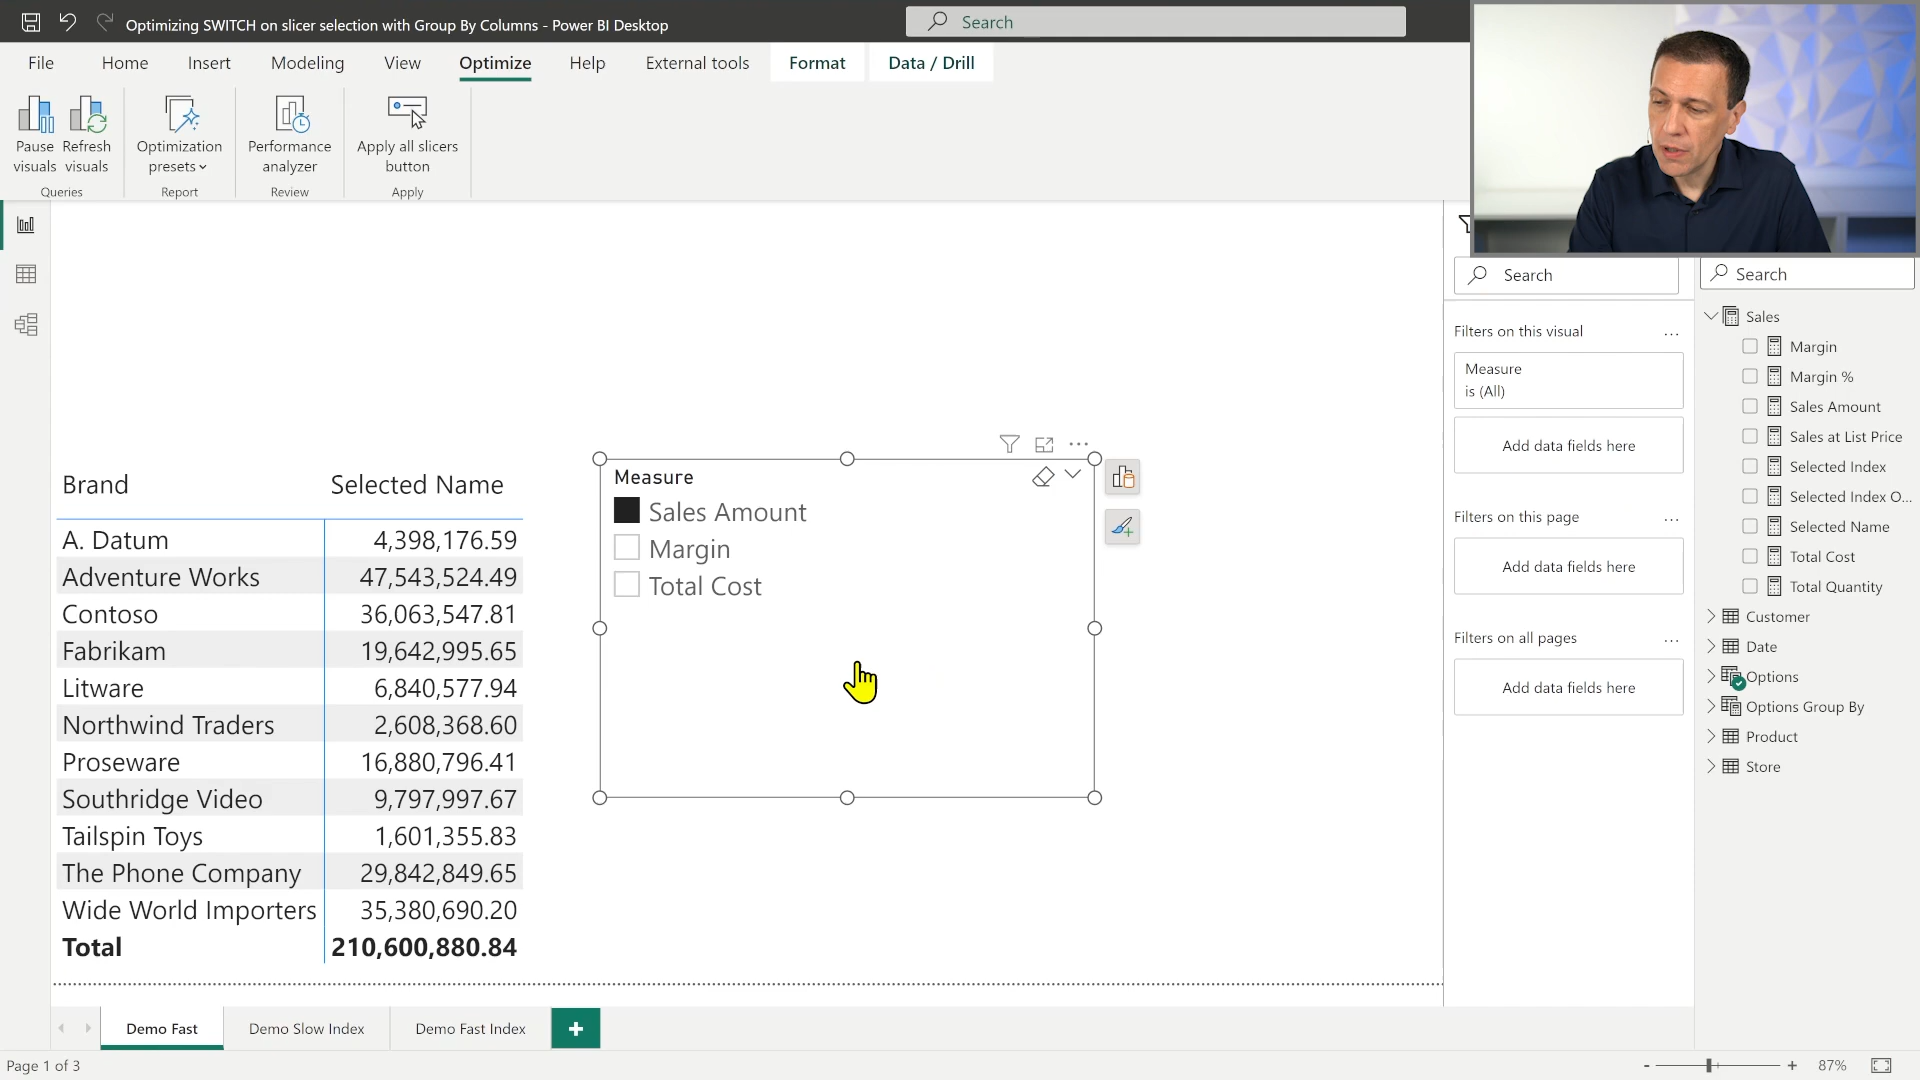 Optimizing SWITCH on slicer selection with Group By Columns - Power BI Desktop
Search
File Home Insert Modeling View Optimize Help External tools Format Data / Drill
Pause visuals
Refresh visuals
Queries
Optimization presets
Report
Performance analyzer
Review
Apply all slicers button
Apply
Brand Selected Name
A. Datum 4,398,176.59
Adventure Works 47,543,524.49
Contoso 36,063,547.81
Fabrikam 19,642,995.65
Litware 6,840,577.94
Northwind Traders 2,608,368.60
Proseware 16,880,796.41
Southridge Video 9,797,997.67
Tailspin Toys 1,601,355.83
The Phone Company 29,842,849.65
Wide World Importers 35,380,690.20
Total 210,600,880.84
Measure
Sales Amount
Margin
Total Cost
Search
Filters on this visual ...
Measure
is (All)
Add data fields here
Filters on this page ...
Add data fields here
Filters on all pages ...
Add data fields here
Search
Sales
Margin
Margin %
Sales Amount
Sales at List Price
Selected Index
Selected Index O...
Selected Name
Total Cost
Total Quantity
Customer
Date
Options
Options Group By
Product
Store
Demo Fast Demo Slow Index Demo Fast Index +
Page 1 of 3
- + 87%